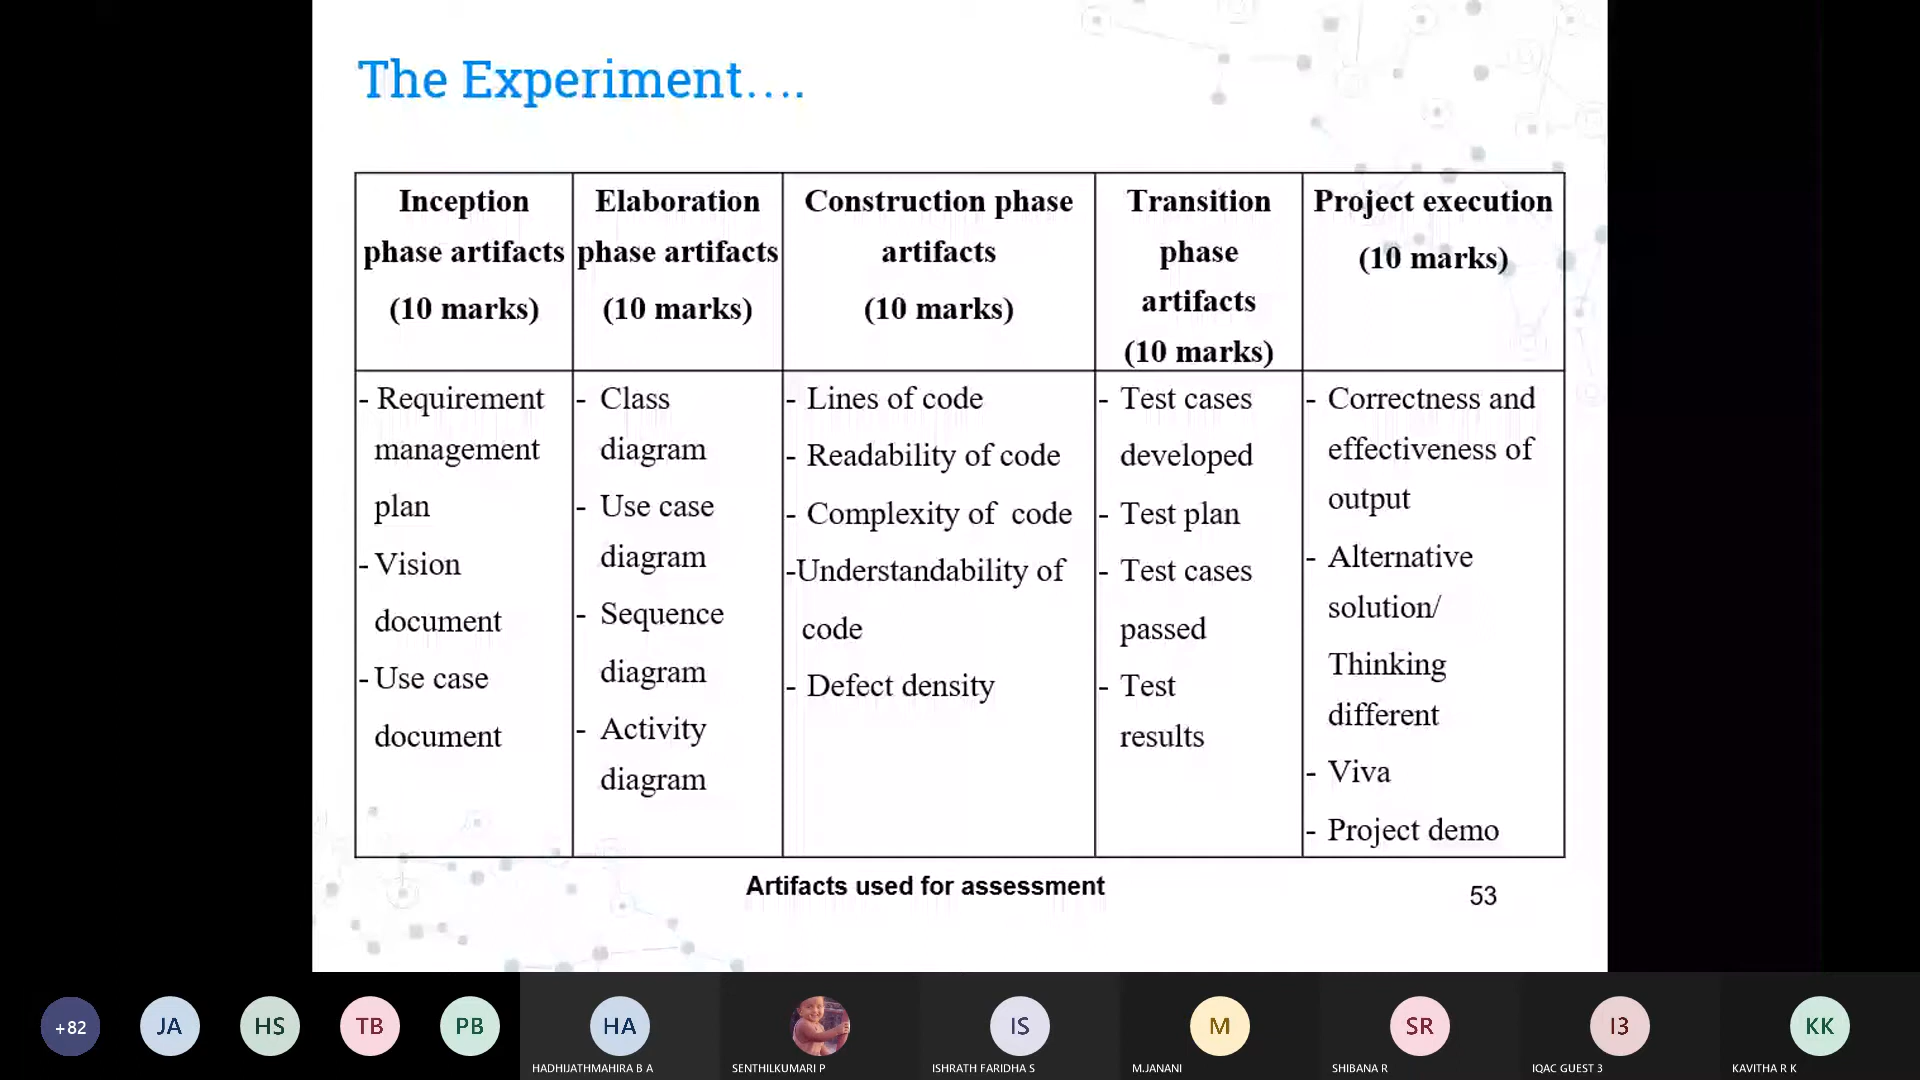 The Experiment....
Inception
phase artifacts
(10 marks)
Elaboration
phase artifacts
(10 marks)
Construction phase
artifacts
(10 marks)
Transition
phase
artifacts
(10 marks)
Project execution
(10 marks)
- Requirement
management
plan
- Vision
document
- Use case
document
- Class
diagram
- Use case
diagram
- Sequence
diagram
- Activity
diagram
- Lines of code
- Readability of code
- Complexity of code
-Understandability of
code
- Defect density
- Test cases
developed
- Test plan
- Test cases
passed
- Test
results
- Correctness and
effectiveness of
output
- Alternative
solution/
Thinking
different
- Viva
- Project demo
Artifacts used for assessment
53
+82
JA
HS
TB
PB
HA
IS
M
SR
I3
KK
HADHIJATHMAHIRA B A
SENTHILKUMARI P
ISHRATH FARIDHA S
M.JANANI
SHIBANA R
IQAC GUEST 3
KAVITHA R K